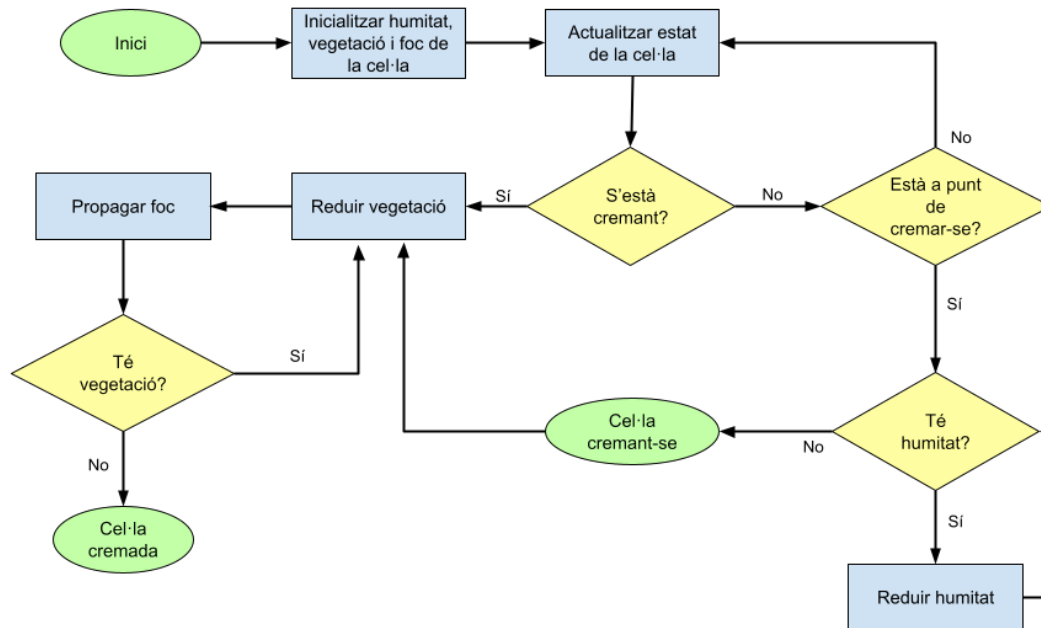 Inici
Inicialitzar humitat,
vegetació i foc de
la cel·la
Actualitzar estat
de la cel·la
No
Propagar foc
Reduir vegetació
Sí
S'està
cremant?
No
Està a punt
de
cremar-se?
Sí
Té
vegetació?
Sí
Cel·la
cremant-se
No
Té
humitat?
No
Cel·la
cremada
Sí
Reduir humitat